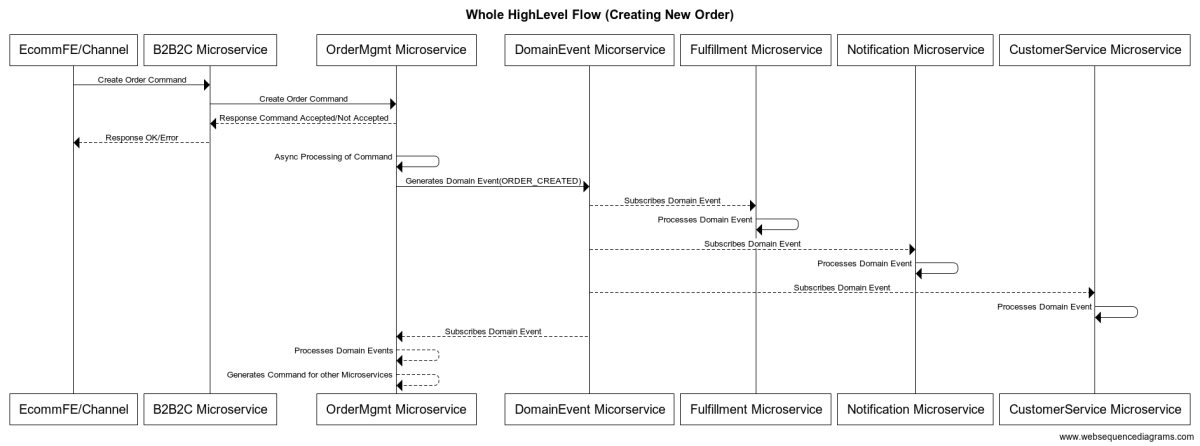 Whole HighLevel Flow (Creating New Order)
EcommFE/Channel
B2B2C Microservice
OrderMgmt Microservice
DomainEvent Micorservice
Fulfillment Microservice
Notification Microservice
CustomerService Microservice
Create Order Command
Create Order Command
Response Command Accepted/Not Accepted
Response OK/Error
Async Processing of Command
Generates Domain Event(ORDER_CREATED)
Subscribes Domain Event
Processes Domain Event
Subscribes Domain Event
Processes Domain Event
Subscribes Domain Event
Processes Domain Event
Subscribes Domain Event
Processes Domain Events
Generates Command for other Microservices
EcommFE/Channel
B2B2C Microservice
OrderMgmt Microservice
DomainEvent Micorservice
Fulfillment Microservice
Notification Microservice
CustomerService Microservice
www.websequencediagrams.com